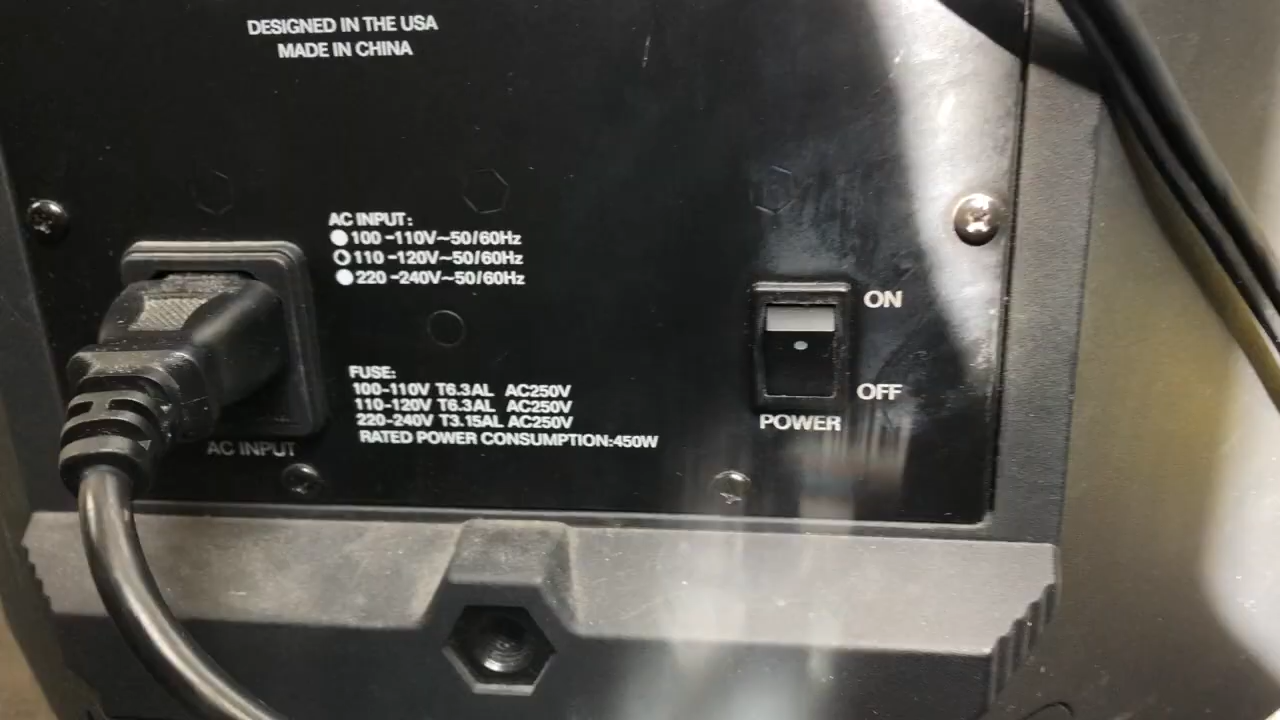 DESIGNED IN THE USA
MADE IN CHINA
AC INPUT:
100-110V~50/60Hz
110-120V~50/60Hz
220-240V~50/60Hz
ON
FUSE:
100-110V T6.3AL AC250V
110-120V T6.3AL AC250V
220-240V T3.15AL AC250V
RATED POWER CONSUMPTION:450W
OFF
POWER
AC INPUT